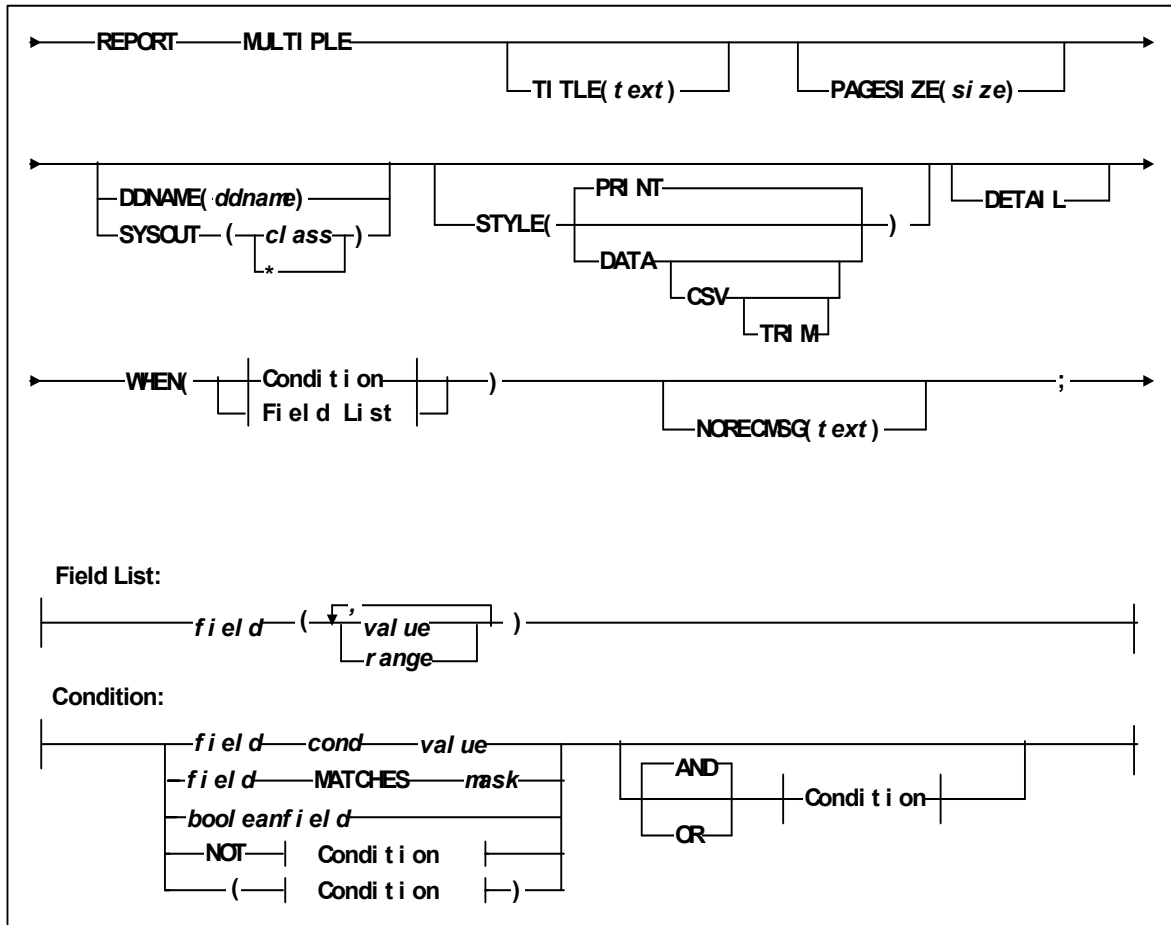 REPORT MULTIPLE
TITLE( text) PAGESIZE( size)
PRINT
DDNAME( ddname) STYLE( ) DETAIL
SYSOUT ( class )
* DATA
CSV
TRIM
WHEN( Condition ) ;
Field List NORECMSG( text)
Field List:
field ( , value )
range
Condition:
field cond value
field MATCHES mask AND
booleanfield OR Condition
NOT Condition
( Condition )